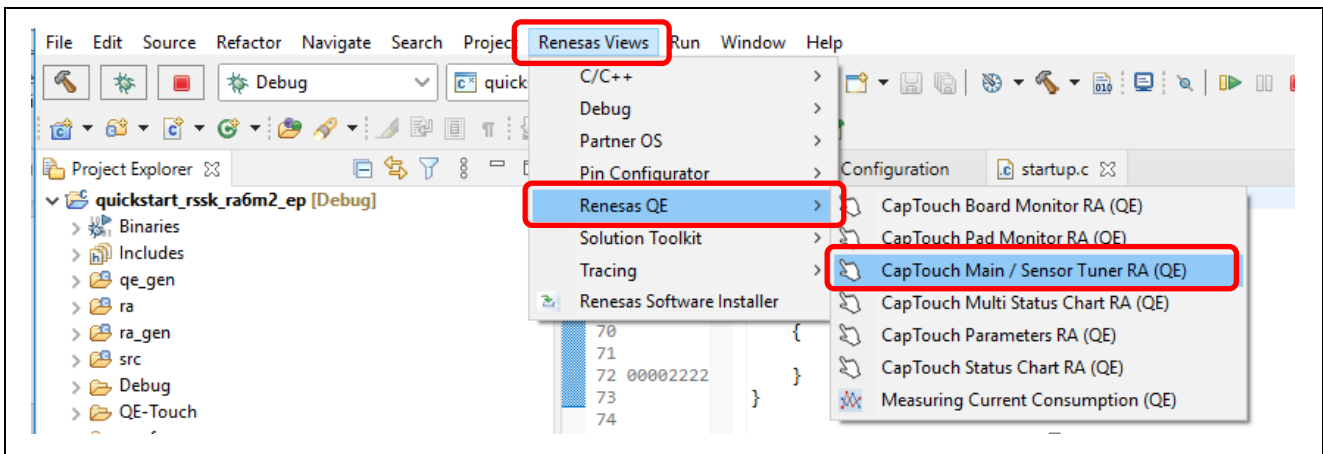 File Edit Source Refactor Navigate Search Project Renesas Views Run Window Help
Debug
quick
C/C++
Debug
Partner OS
Pin Configurator
Renesas QE
Solution Toolkit
Tracing
Renesas Software Installer
Project Explorer
Configuration
startup.c
quickstart_rssk_ra6m2_ep [Debug]
Binaries
Includes
qe_gen
ra
ra_gen
src
Debug
QE-Touch
CapTouch Board Monitor RA (QE)
CapTouch Pad Monitor RA (QE)
CapTouch Main / Sensor Tuner RA (QE)
CapTouch Multi Status Chart RA (QE)
CapTouch Parameters RA (QE)
CapTouch Status Chart RA (QE)
Measuring Current Consumption (QE)
70 {
71
72 00002222 }
73 }
74